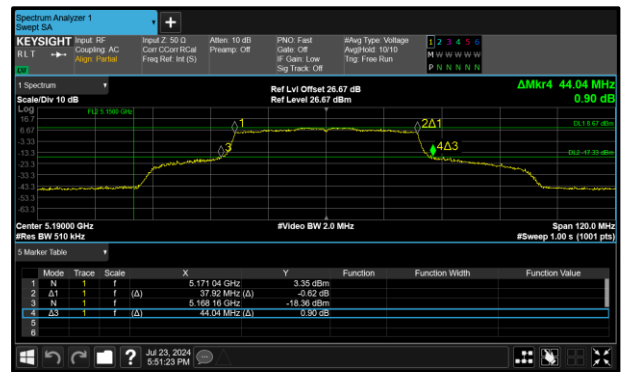 Spectrum Analyzer 1
Swept SA
+
KEYSIGHT Input: RF Input Z: 50 Ω Atten: 10 dB PNO: Fast #Avg Type: Voltage 1 2 3 4 5 6
RLT Coupling: AC Corr CCorr RCal Preamp: Off Gate: Off Avg|Hold: 10/10 M W W W W W
Align: Partial Freq Ref: Int (S) IF Gain: Low Trig: Free Run
Sig Track: Off P N N N N N
LW
1 Spectrum Ref Lvl Offset 26.67 dB ΔMkr4 44.04 MHz
Scale/Div 10 dB Ref Level 26.67 dBm 0.90 dB
Log
FL2 5.1500 GHz
16.7
1 2Δ1 DL1 8.67 dBm
6.67
-3.33
3 4Δ3
-13.3 DL2 -17.33 dBm
-23.3
-33.3
-43.3
-53.3
-63.3
Center 5.19000 GHz #Video BW 2.0 MHz Span 120.0 MHz
#Res BW 510 kHz #Sweep 1.00 s (1001 pts)
5 Marker Table
Mode Trace Scale X Y Function Function Width Function Value
1 N 1 f 5.171 04 GHz 3.35 dBm
2 Δ1 1 f (Δ) 37.92 MHz (Δ) -0.62 dB
3 N 1 f 5.168 16 GHz -18.36 dBm
4 Δ3 1 f (Δ) 44.04 MHz (Δ) 0.90 dB
5
6
? Jul 23, 2024
5:51:23 PM